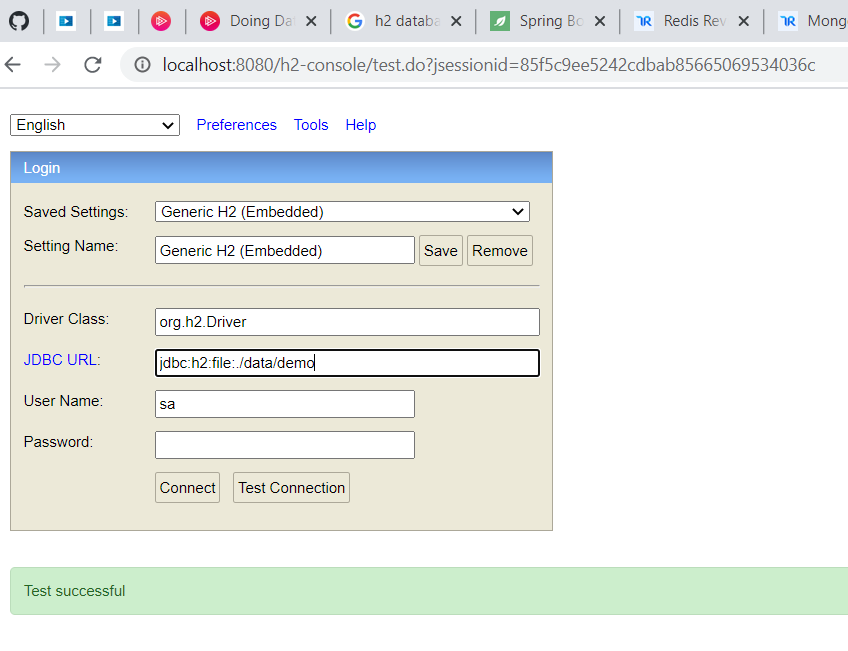 Doing Da
h2 databa
Spring Bo
Redis Rev
Mong
localhost:8080/h2-console/test.do?jsessionid=85f5c9ee5242cdbab85665069534036c
English Preferences Tools Help
Login
Saved Settings: Generic H2 (Embedded)
Setting Name: Generic H2 (Embedded) Save Remove
Driver Class: org.h2.Driver
JDBC URL: jdbc:h2:file:./data/demo
User Name: sa
Password:
Connect Test Connection
Test successful